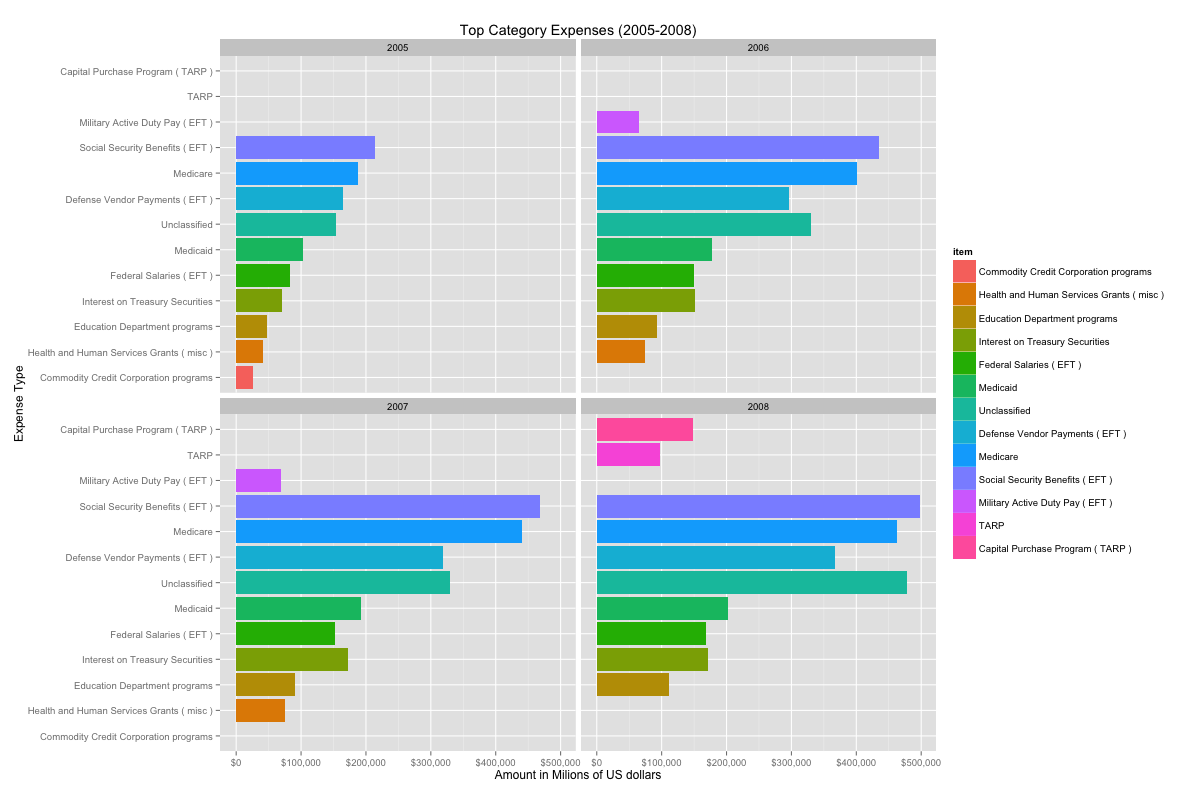 Top Category Expenses (2005-2008)
2005
2006
Capital Purchase Program ( TARP )
TARP
Military Active Duty Pay ( EFT )
Social Security Benefits ( EFT )
Medicare
Defense Vendor Payments ( EFT )
Unclassified
Medicaid
Federal Salaries ( EFT )
Interest on Treasury Securities
Education Department programs
Health and Human Services Grants ( misc )
Commodity Credit Corporation programs
Expense Type
2007
2008
Capital Purchase Program ( TARP )
TARP
Military Active Duty Pay ( EFT )
Social Security Benefits ( EFT )
Medicare
Defense Vendor Payments ( EFT )
Unclassified
Medicaid
Federal Salaries ( EFT )
Interest on Treasury Securities
Education Department programs
Health and Human Services Grants ( misc )
Commodity Credit Corporation programs
$0 $100,000 $200,000 $300,000 $400,000 $500,000
$0 $100,000 $200,000 $300,000 $400,000 $500,000
Amount in Milions of US dollars
item
Commodity Credit Corporation programs
Health and Human Services Grants ( misc )
Education Department programs
Interest on Treasury Securities
Federal Salaries ( EFT )
Medicaid
Unclassified
Defense Vendor Payments ( EFT )
Medicare
Social Security Benefits ( EFT )
Military Active Duty Pay ( EFT )
TARP
Capital Purchase Program ( TARP )